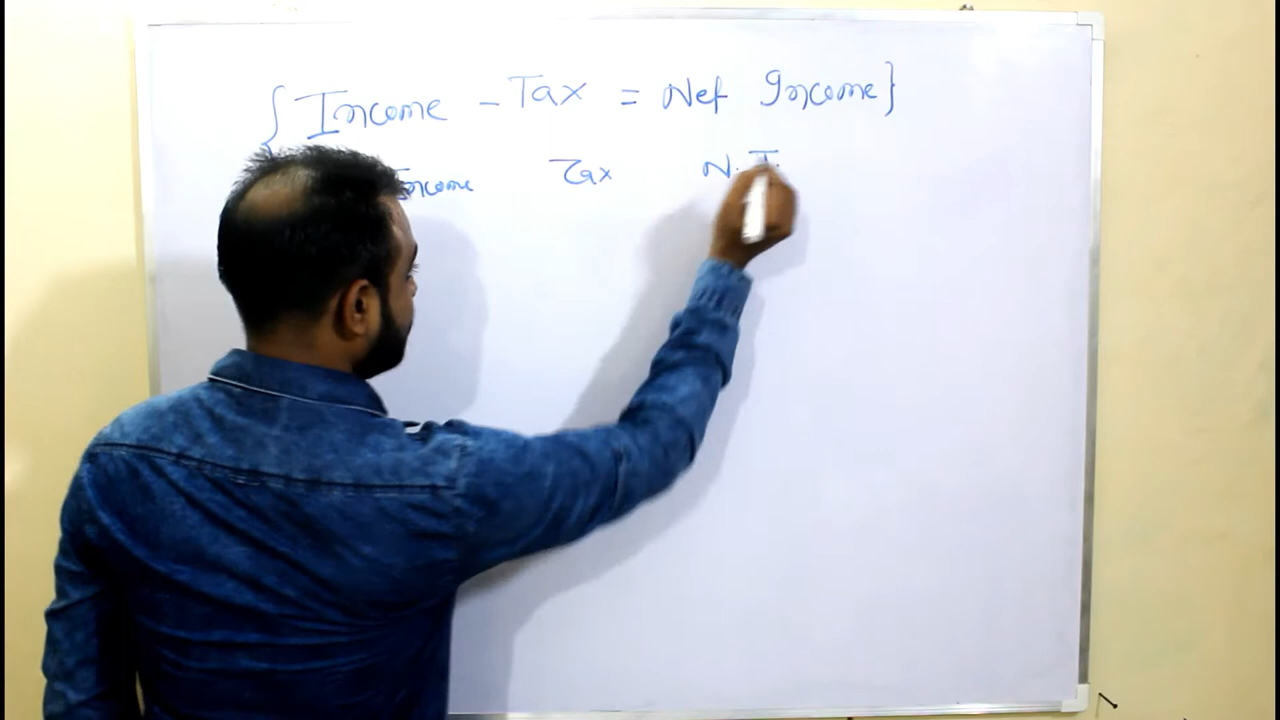 { Income - Tax = Net Income}
Income Tax N.I